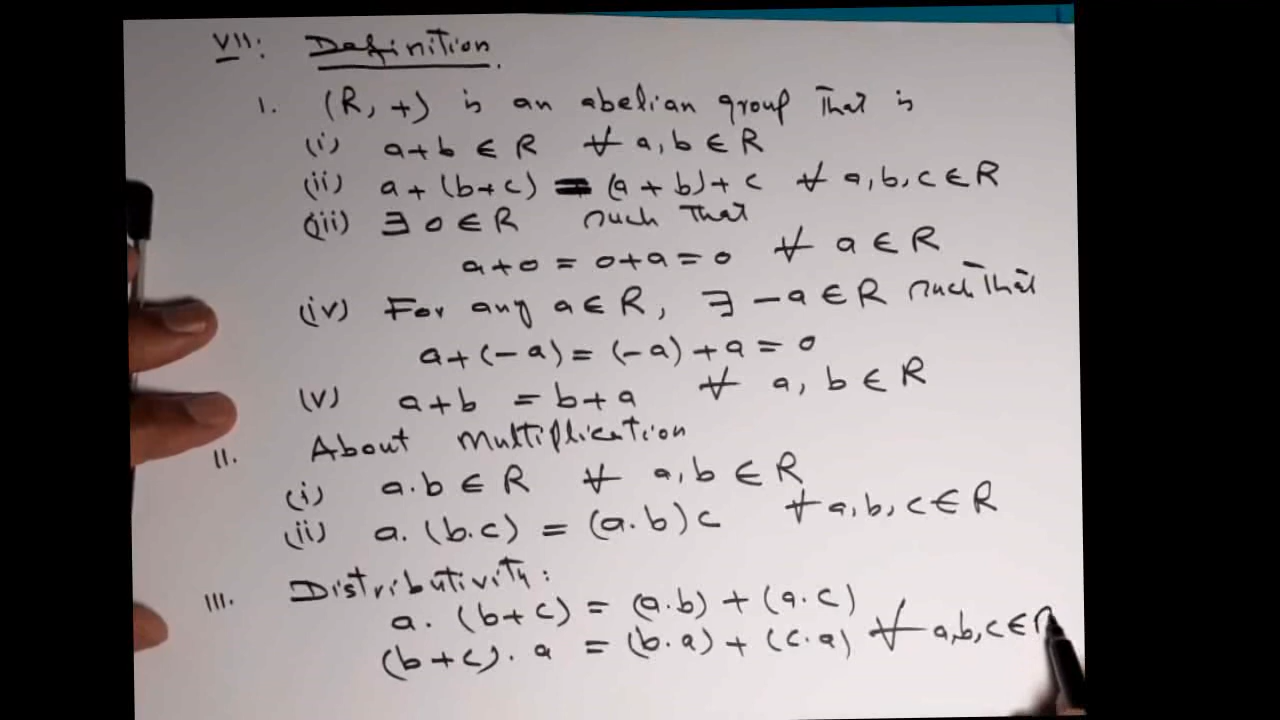 VII: Definition.
1. (R, +) is an abelian group that is
(i) a+b ∈ R ∀ a, b ∈ R
(ii) a + (b+c) = (a + b)+c ∀ a, b, c ∈ R
(iii) ∃ 0 ∈ R such that
a+0 = 0+a = 0 ∀ a ∈ R
(iv) For any a ∈ R, ∃ -a ∈ R such that
a+(-a) = (-a)+a = 0
(v) a+b = b+a ∀ a, b ∈ R
II. About multiplication
(i) a.b ∈ R ∀ a, b ∈ R
(ii) a. (b.c) = (a.b) c ∀ a, b, c ∈ R
III. Distributivity:
a. (b+c) = (a.b) + (a.c)
(b+c). a = (b.a) + (c.a) ∀ a,b,c ∈ R